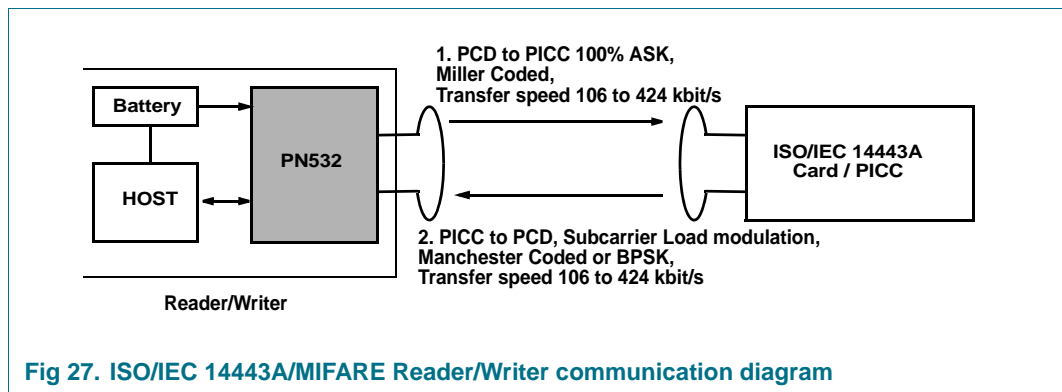 1. PCD to PICC 100% ASK,
Miller Coded,
Transfer speed 106 to 424 kbit/s
Battery
PN532
HOST
ISO/IEC 14443A
Card / PICC
2. PICC to PCD, Subcarrier Load modulation,
Manchester Coded or BPSK,
Transfer speed 106 to 424 kbit/s
Reader/Writer
Fig 27. ISO/IEC 14443A/MIFARE Reader/Writer communication diagram